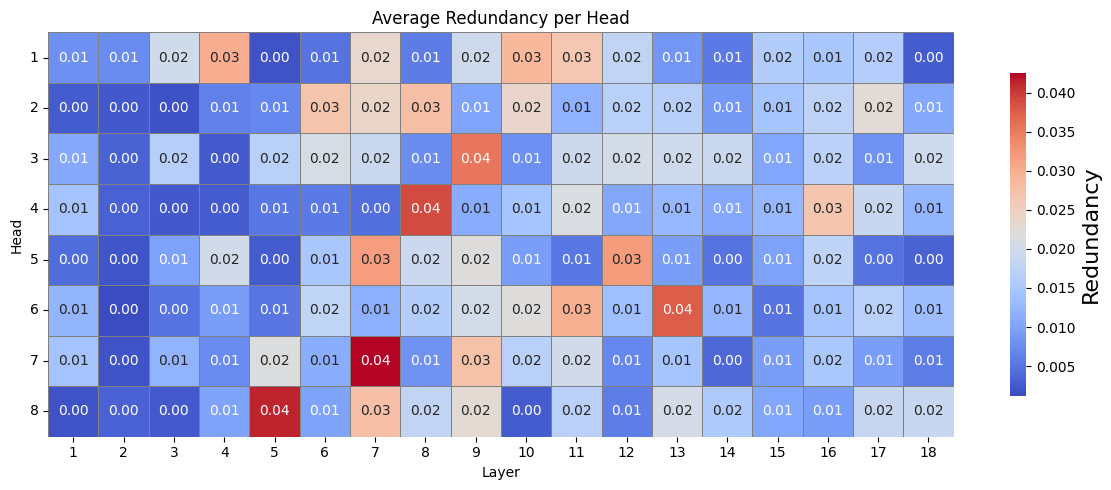 Average Redundancy per Head
1 0.01 0.01 0.02 0.03 0.00 0.01 0.02 0.01 0.02 0.03 0.03 0.02 0.01 0.01 0.02 0.01 0.02 0.00
2 0.00 0.00 0.00 0.01 0.01 0.03 0.02 0.03 0.01 0.02 0.01 0.02 0.02 0.01 0.01 0.02 0.02 0.01
3 0.01 0.00 0.02 0.00 0.02 0.02 0.02 0.01 0.04 0.01 0.02 0.02 0.02 0.02 0.01 0.02 0.01 0.02
4 0.01 0.00 0.00 0.00 0.01 0.01 0.00 0.04 0.01 0.01 0.02 0.01 0.01 0.01 0.01 0.03 0.02 0.01
5 0.00 0.00 0.01 0.02 0.00 0.01 0.03 0.02 0.02 0.01 0.01 0.03 0.01 0.00 0.01 0.02 0.00 0.00
6 0.01 0.00 0.01 0.01 0.01 0.02 0.01 0.02 0.02 0.02 0.03 0.01 0.04 0.01 0.01 0.01 0.02 0.01
7 0.01 0.00 0.01 0.01 0.02 0.01 0.04 0.01 0.03 0.02 0.02 0.01 0.01 0.00 0.01 0.02 0.01 0.01
8 0.00 0.00 0.00 0.01 0.04 0.01 0.03 0.02 0.02 0.00 0.02 0.01 0.02 0.02 0.01 0.01 0.02 0.02
1 2 3 4 5 6 7 8 9 10 11 12 13 14 15 16 17 18
Layer
Head
0.040
0.035
0.030
0.025
0.020
0.015
0.010
0.005
Redundancy